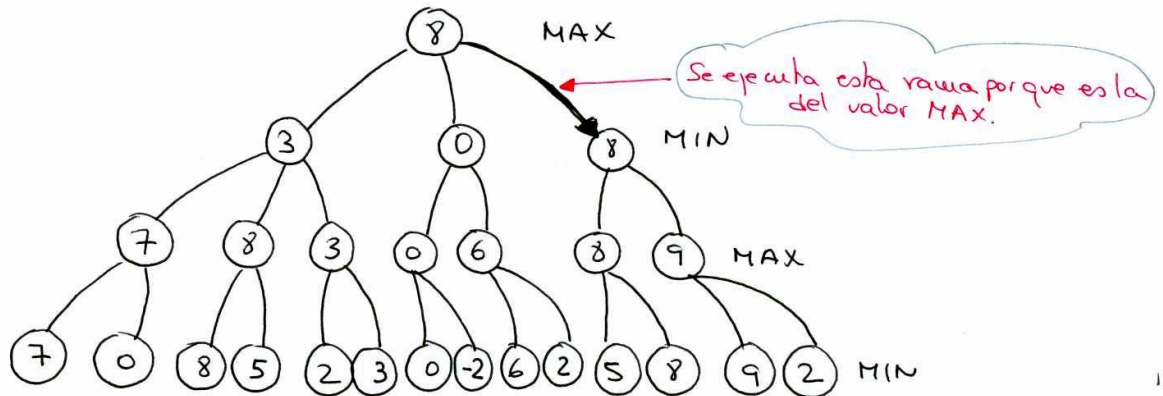 8 MAX
Se ejecuta esta rama porque es la
del valor MAX.
3 0 8 MIN
7 8 3 0 6 8 9 MAX
7 0 8 5 2 3 0 -2 6 2 5 8 9 2 MIN